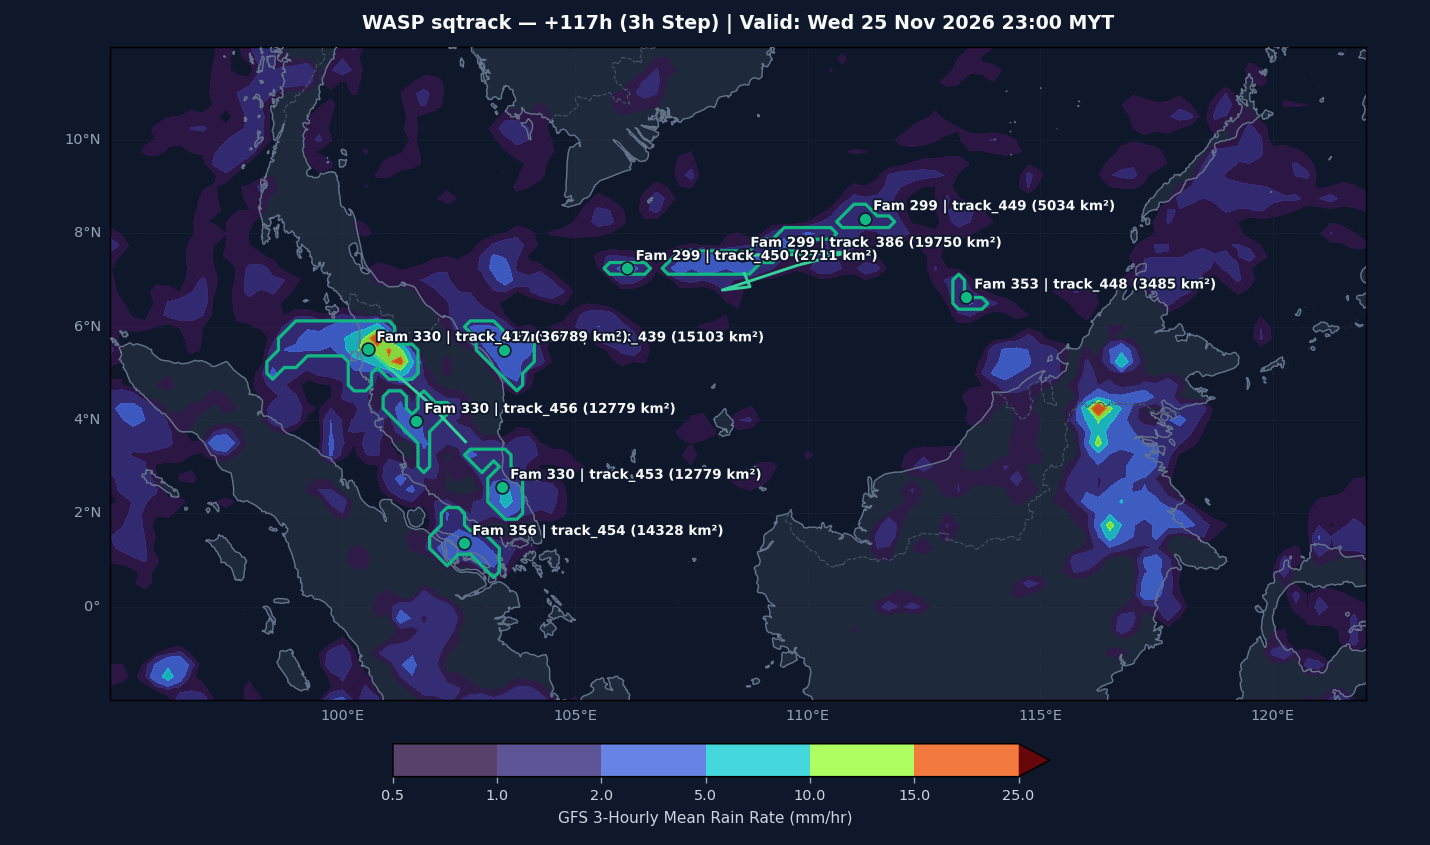 WASP sqtrack — +117h (3h Step) | Valid: Wed 25 Nov 2026 23:00 MYT
10°N
8°N
6°N
4°N
2°N
0°
Fam 299 | track_449 (5034 km²)
Fam 299 | track_386 (19750 km²)
Fam 299 | track_450 (2711 km²)
Fam 353 | track_448 (3485 km²)
Fam 330 | track_417 (36789 km²)
_439 (15103 km²)
Fam 330 | track_456 (12779 km²)
Fam 330 | track_453 (12779 km²)
Fam 356 | track_454 (14328 km²)
100°E 105°E 110°E 115°E 120°E
0.5 1.0 2.0 5.0 10.0 15.0 25.0
GFS 3-Hourly Mean Rain Rate (mm/hr)